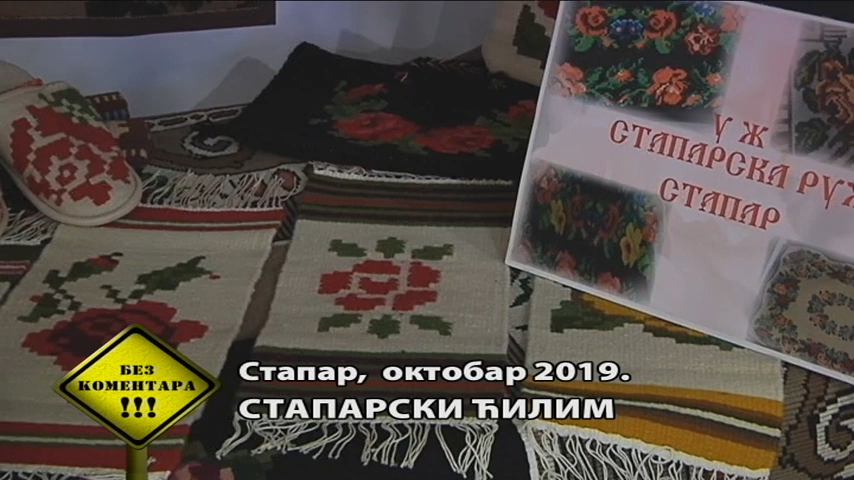 У Ж
СТАПАРСКА РУЖ
СТАПАР
БЕЗ
КОМЕНТАРА
!!!
Стапар, октобар 2019.
СТАПАРСКИ ЋИЛИМ